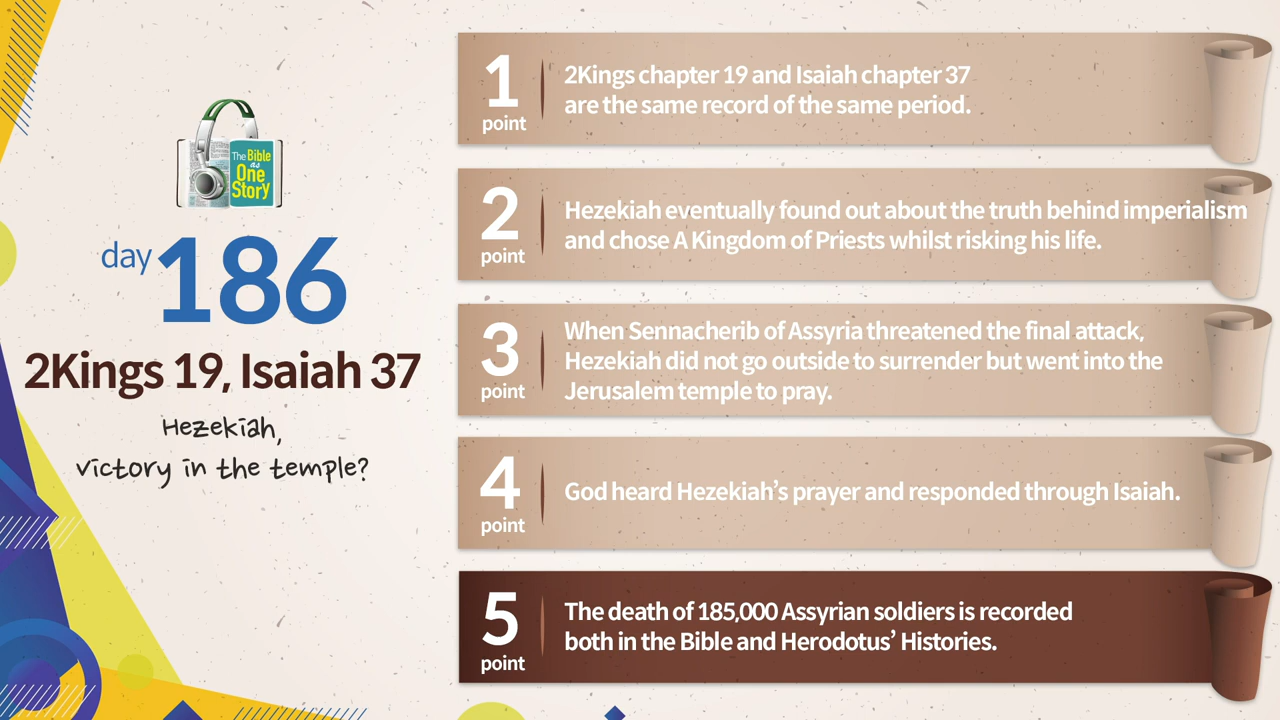 The Bible
as
One
Story
day 186
2Kings 19, Isaiah 37
Hezekiah,
victory in the temple?
1
point
2Kings chapter 19 and Isaiah chapter 37
are the same record of the same period.
2
point
Hezekiah eventually found out about the truth behind imperialism
and chose A Kingdom of Priests whilst risking his life.
3
point
When Sennacherib of Assyria threatened the final attack,
Hezekiah did not go outside to surrender but went into the
Jerusalem temple to pray.
4
point
God heard Hezekiah’s prayer and responded through Isaiah.
5
point
The death of 185,000 Assyrian soldiers is recorded
both in the Bible and Herodotus’ Histories.